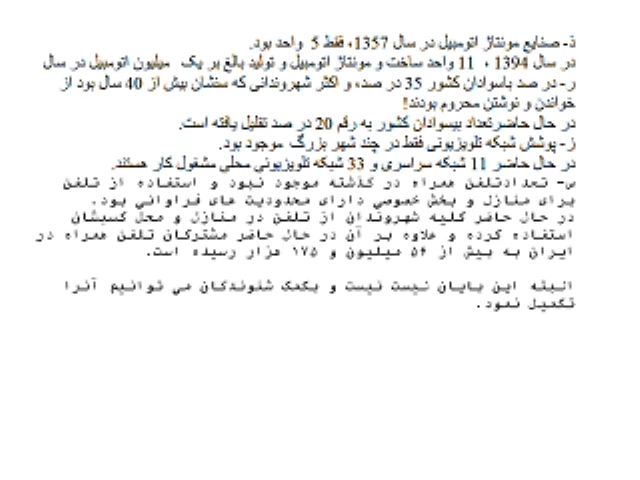 ذ- صنایع مونتاژ اتومبیل در سال 1357، فقط 5 واحد بود.
در سال 1394 ، 11 واحد ساخت و مونتاژ اتومبیل و تولید بالغ بر یک میلیون اتومبیل در سال
ر- در صد باسوادان کشور 35 در صد، و اکثر شهروندانی که سنشان بیش از 40 سال بود از
خواندن و نوشتن محروم بودند!
در حال حاضرتعداد بیسوادان کشور به رقم 20 در صد تقلیل یافته است.
ز- پوشش شبکه تلویزیونی فقط در چند شهر بزرگ موجود بود.
در حال حاضر 11 شبکه سراسری و 33 شبکه تلویزیونی محلی مشغول کار هستند.
س- تعدادتلفن همراه در گذشته موجود نبود و استفاده از تلفن
برای منازل و بخش خصوصی دارای محدودیت های فراوانی بود.
در حال حاضر کلیه شهروندان از تلفن در منازل و محل کسبشان
استفاده کرده و علاوه بر آن در حال حاضر مشترکان تلفن همراه در
ایران به بیش از ۵۴ میلیون و ۱۷۵ هزار رسیده است.
البته این پایان نیست نیست و بکمک شنوندگان می توانیم آنرا
تکمیل نمود.